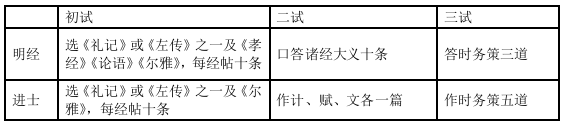 初试 二试 三试
明经 选《礼记》或《左传》之一及《孝经》《论语》《尔雅》，每经帖十条 口答诸经大义十条 答时务策三道
进士 选《礼记》或《左传》之一及《尔雅》，每经帖十条 作计、赋、文各一篇 作时务策五道